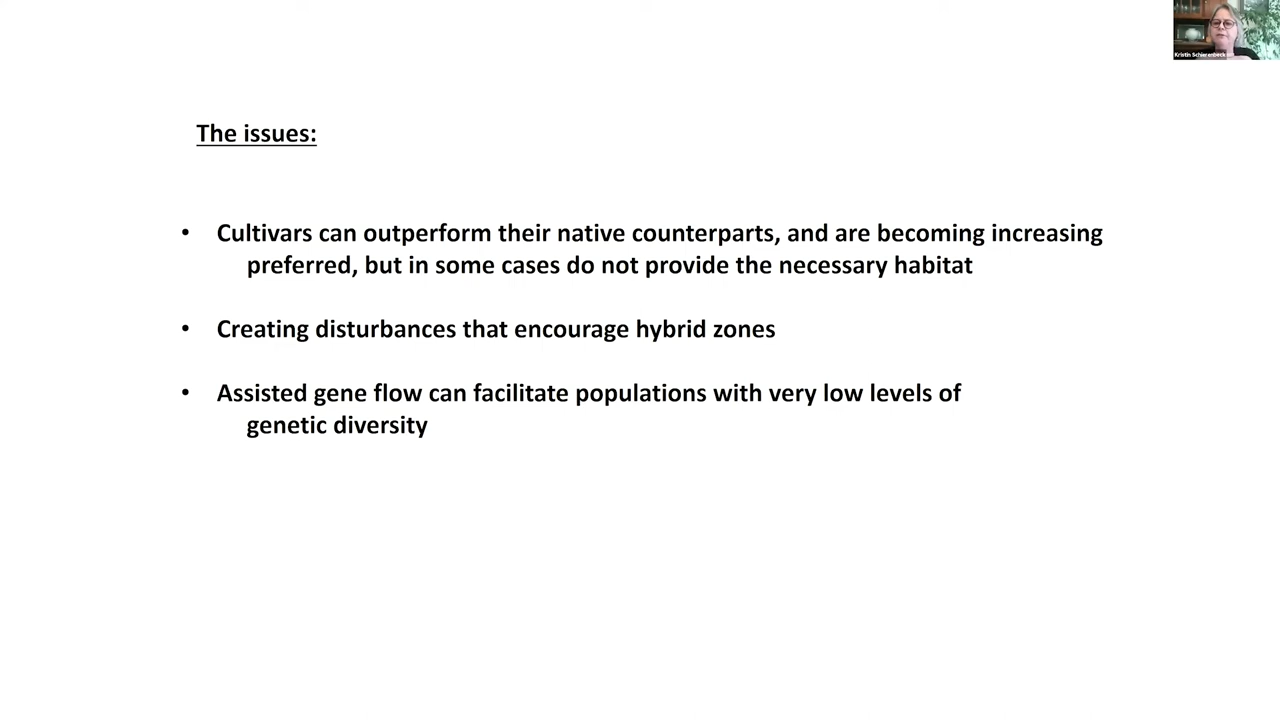 Kristin Schierenbeck
The issues:
• Cultivars can outperform their native counterparts, and are becoming increasing
preferred, but in some cases do not provide the necessary habitat
• Creating disturbances that encourage hybrid zones
• Assisted gene flow can facilitate populations with very low levels of
genetic diversity